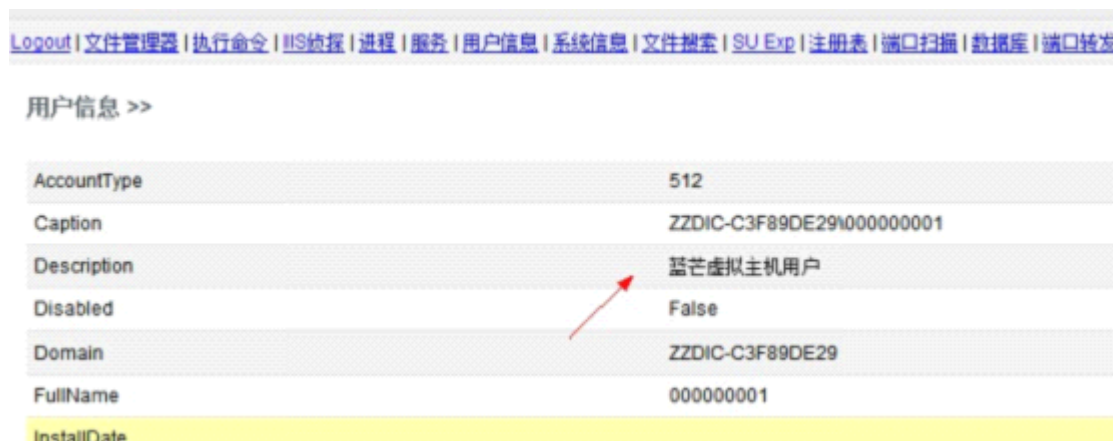 Logout | 文件管理器 | 执行命令 | IIS侦探 | 进程 | 服务 | 用户信息 | 系统信息 | 文件搜索 | SU Exp | 注册表 | 端口扫描 | 数据库 | 端口转发
用户信息 >>
AccountType 512
Caption ZZDIC-C3F89DE29\000000001
Description 蓝芒虚拟主机用户
Disabled False
Domain ZZDIC-C3F89DE29
FullName 000000001
InstallDate